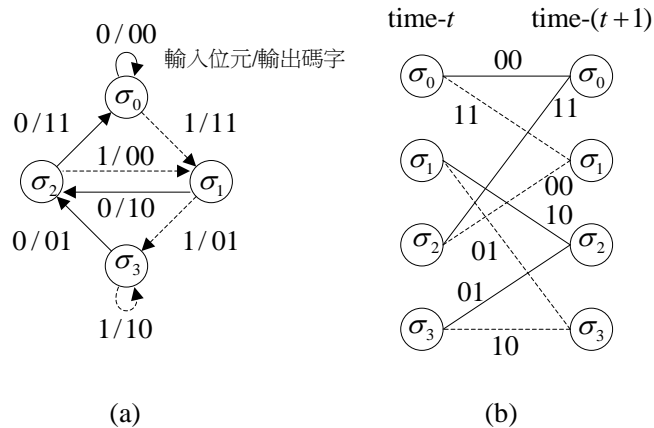 0/00
輸入位元/輸出碼字
σ0
0/11
1/11
1/00
σ2
σ1
0/10
0/01
1/01
σ3
1/10
(a)
time-t
time-(t+1)
σ0
00
σ0
11
11
σ1
σ1
00
10
σ2
σ2
01
01
σ3
σ3
10
(b)